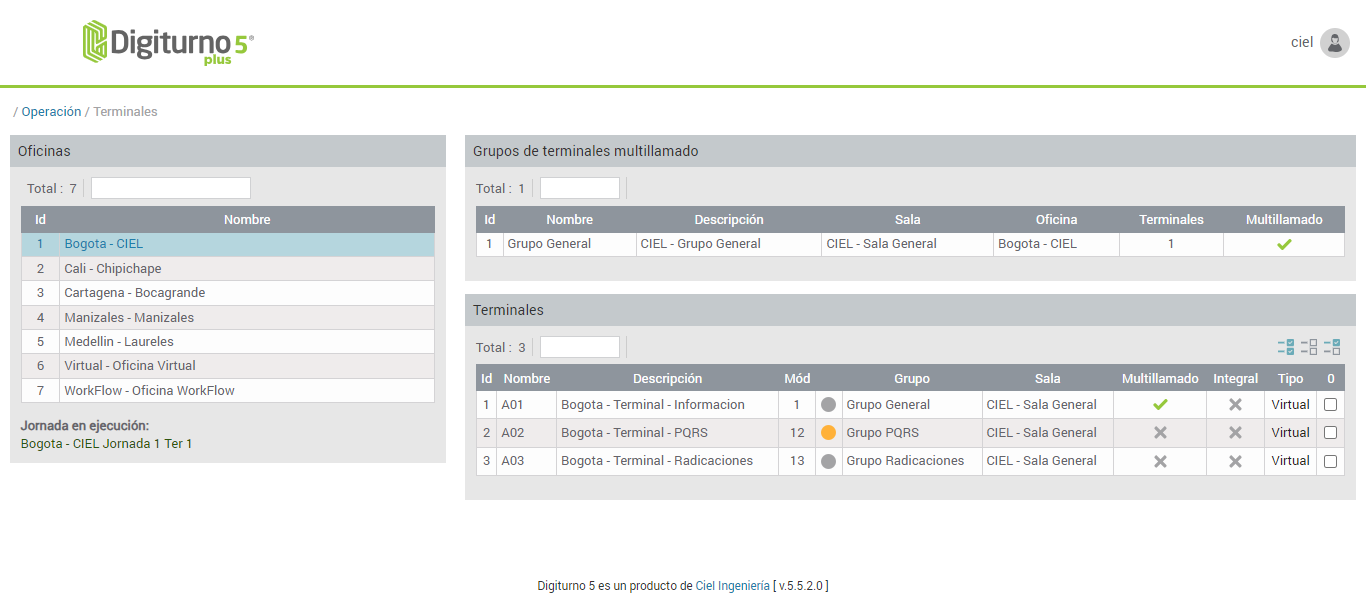 Digiturno 5®
plus
ciel
/ Operación / Terminales
Oficinas
Total : 7
Id Nombre
1 Bogota - CIEL
2 Cali - Chipichape
3 Cartagena - Bocagrande
4 Manizales - Manizales
5 Medellin - Laureles
6 Virtual - Oficina Virtual
7 WorkFlow - Oficina WorkFlow
Jornada en ejecución:
Bogota - CIEL Jornada 1 Ter 1
Grupos de terminales multillamado
Total : 1
Id Nombre Descripción Sala Oficina Terminales Multillamado
1 Grupo General CIEL - Grupo General CIEL - Sala General Bogota - CIEL 1
Terminales
Total : 3
Id Nombre Descripción Mód Grupo Sala Multillamado Integral Tipo 0
1 A01 Bogota - Terminal - Informacion 1 Grupo General CIEL - Sala General Virtual
2 A02 Bogota - Terminal - PQRS 12 Grupo PQRS CIEL - Sala General Virtual
3 A03 Bogota - Terminal - Radicaciones 13 Grupo Radicaciones CIEL - Sala General Virtual
Digiturno 5 es un producto de Ciel Ingeniería [ v.5.5.2.0 ]